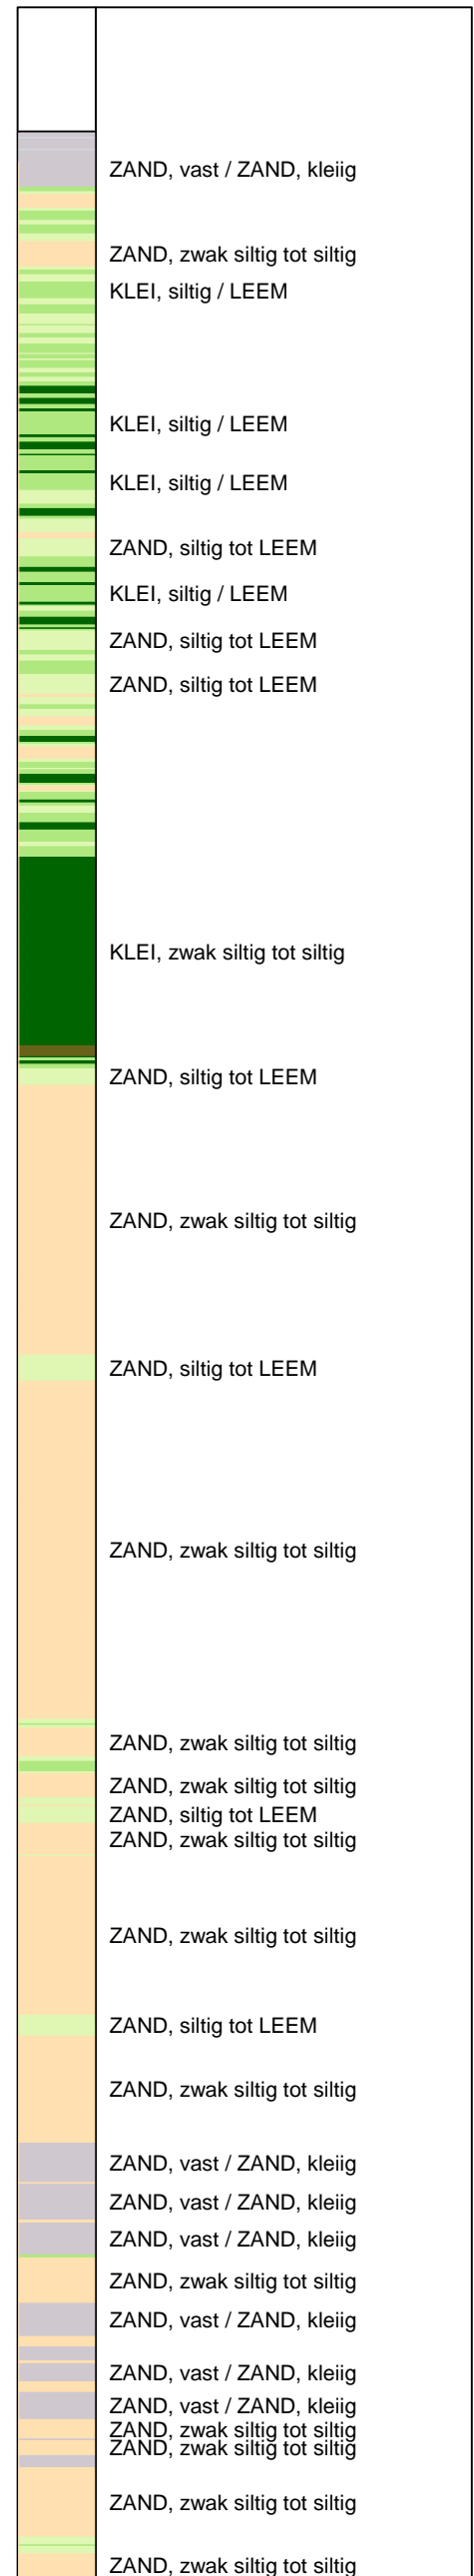 ZAND, vast / ZAND, kleiig
ZAND, zwak siltig tot siltig
KLEI, siltig / LEEM
KLEI, siltig / LEEM
KLEI, siltig / LEEM
ZAND, siltig tot LEEM
KLEI, siltig / LEEM
ZAND, siltig tot LEEM
ZAND, siltig tot LEEM
KLEI, zwak siltig tot siltig
ZAND, siltig tot LEEM
ZAND, zwak siltig tot siltig
ZAND, siltig tot LEEM
ZAND, zwak siltig tot siltig
ZAND, zwak siltig tot siltig
ZAND, zwak siltig tot siltig
ZAND, siltig tot LEEM
ZAND, zwak siltig tot siltig
ZAND, zwak siltig tot siltig
ZAND, siltig tot LEEM
ZAND, zwak siltig tot siltig
ZAND, vast / ZAND, kleiig
ZAND, vast / ZAND, kleiig
ZAND, vast / ZAND, kleiig
ZAND, zwak siltig tot siltig
ZAND, vast / ZAND, kleiig
ZAND, vast / ZAND, kleiig
ZAND, vast / ZAND, kleiig
ZAND, zwak siltig tot siltig
ZAND, zwak siltig tot siltig
ZAND, zwak siltig tot siltig
ZAND, zwak siltig tot siltig